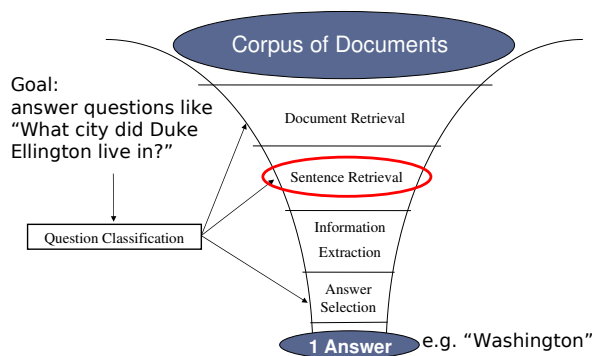 Corpus of Documents
Goal:
answer questions like
“What city did Duke
Ellington live in?”
Document Retrieval
Sentence Retrieval
Question Classification
Information
Extraction
Answer
Selection
1 Answer
e.g. “Washington”